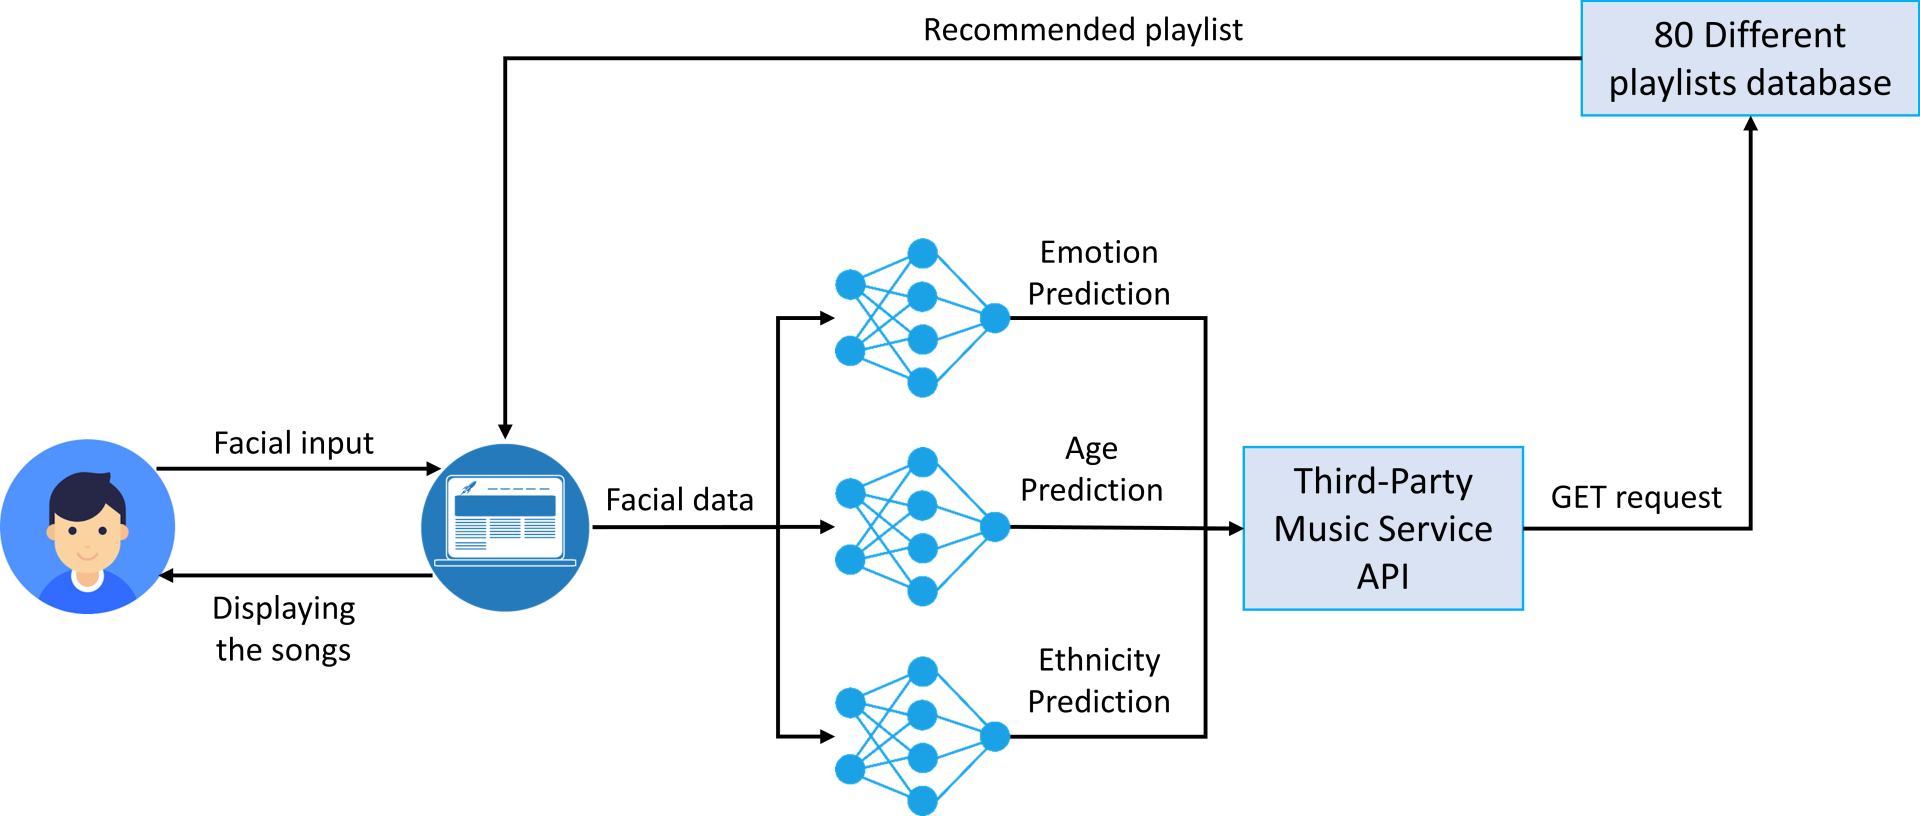 Recommended playlist
80 Different
playlists database
Emotion
Prediction
Facial input
Facial data
Age
Prediction
Third-Party
Music Service
API
GET request
Displaying
the songs
Ethnicity
Prediction